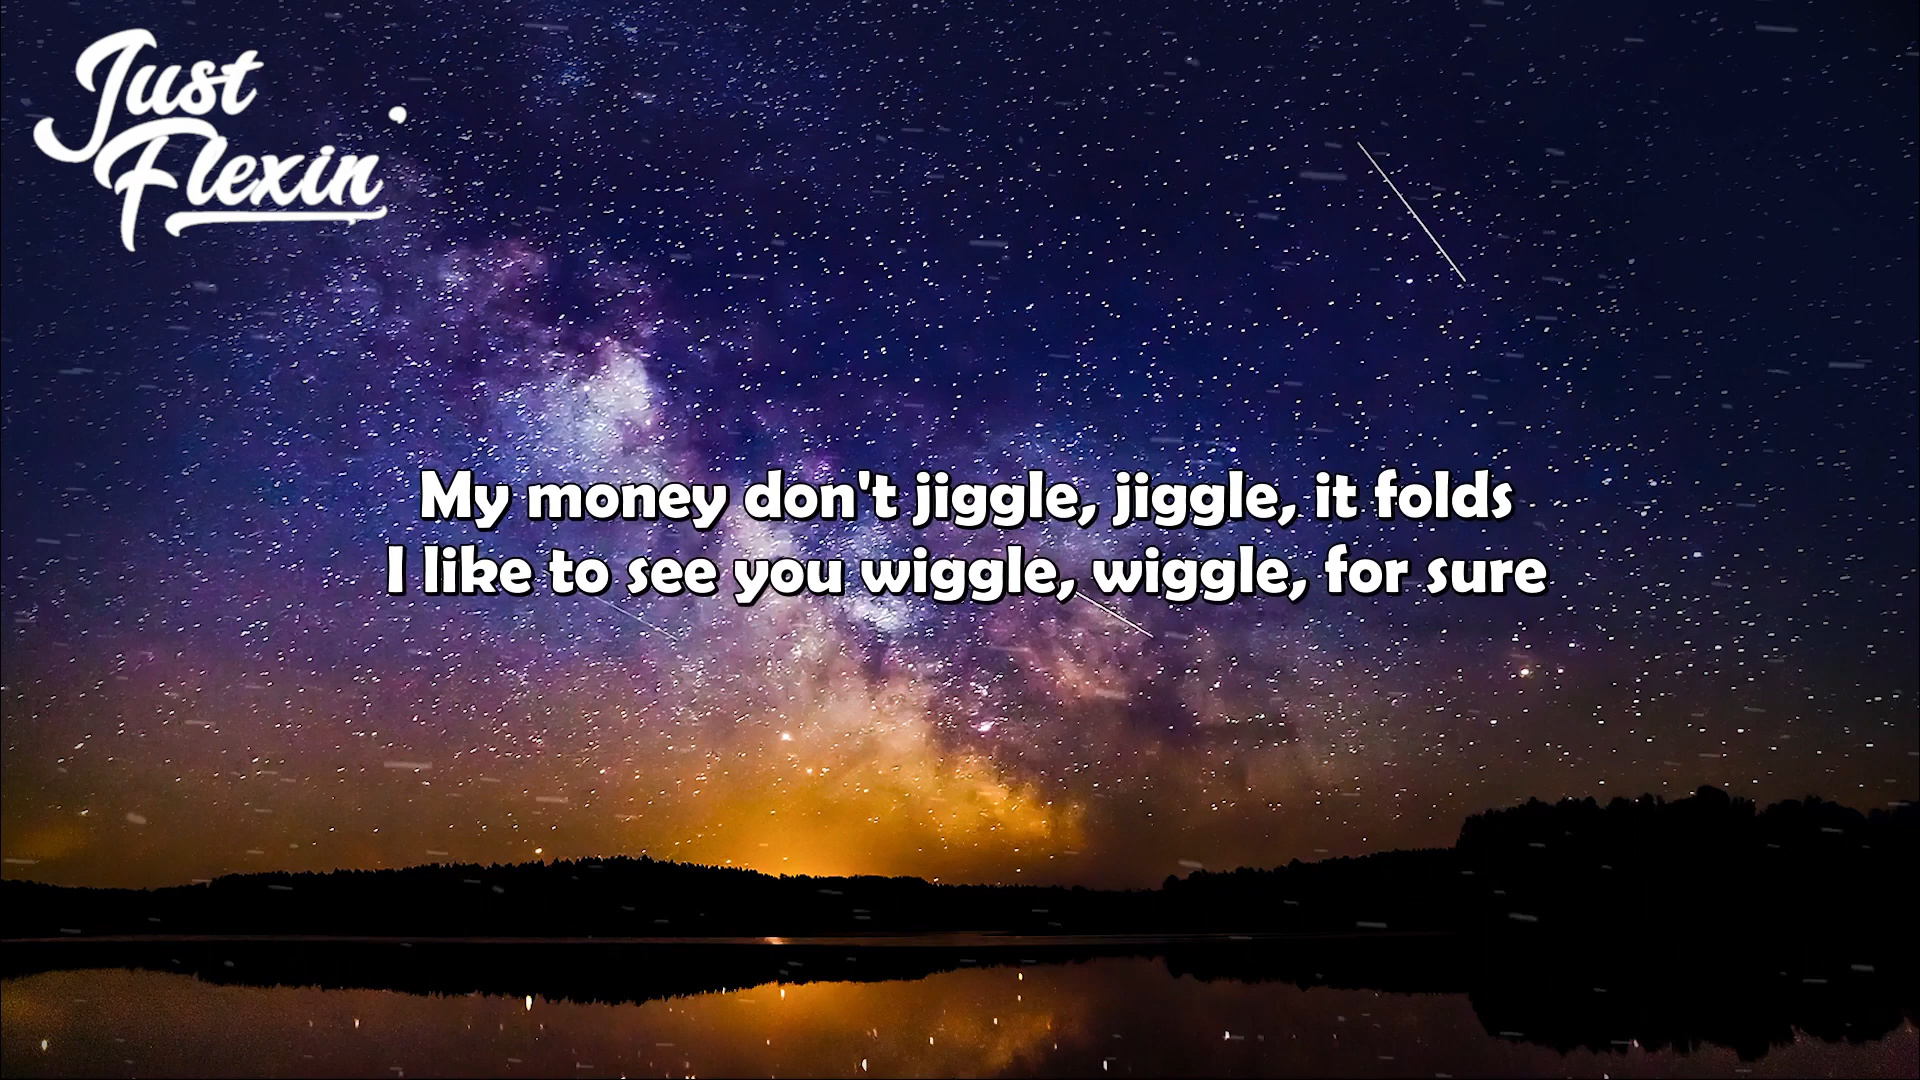 Just
Flexin'
My money don't jiggle, jiggle, it folds
I like to see you wiggle, wiggle, for sure